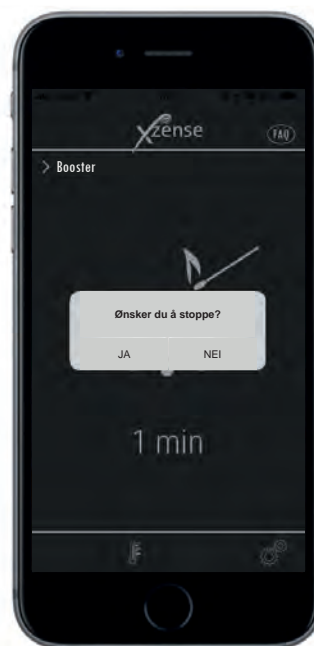 Xzense
FAQ
> Booster
Ønsker du å stoppe?
JA NEI
1 min